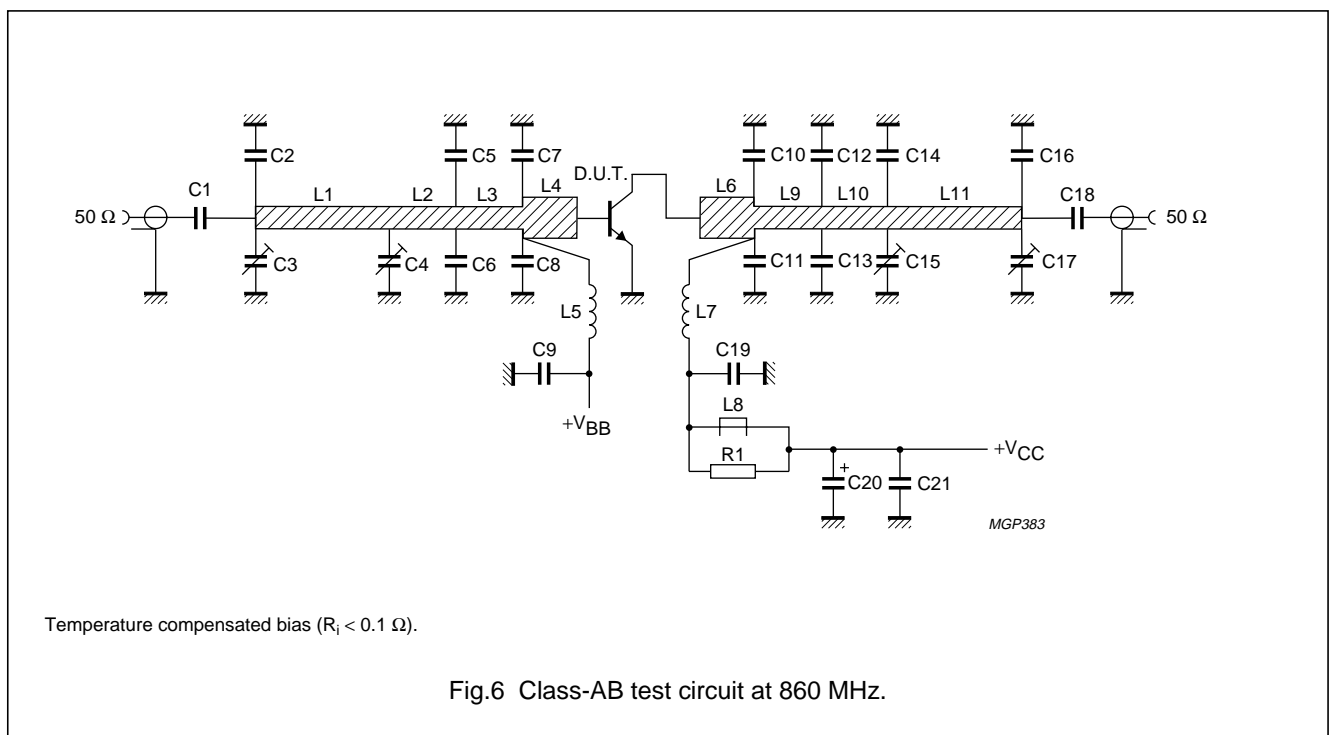 C2 C5 C7 C10 C12 C14 C16
D.U.T.
C1 L1 L2 L3 L4 L6 L9 L10 L11 C18
50 Ω 50 Ω
C3 C4 C6 C8 C11 C13 C15 C17
L5 L7
C9 C19
+VBB L8
R1 +VCC
C20 + C21
MGP383
Temperature compensated bias (Ri < 0.1 Ω).
Fig.6 Class-AB test circuit at 860 MHz.